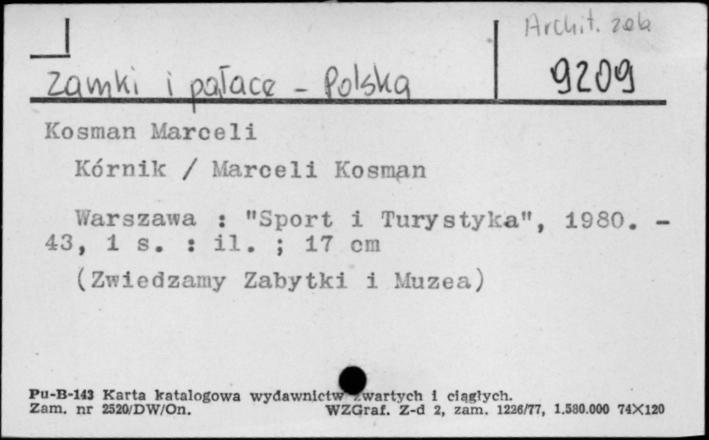 Archit. zab
zamki i pałace - Polska
9209
Kosman Marceli
Kórnik / Marceli Kosman
Warszawa : "Sport i Turystyka", 1980. -
43, 1 s. : il. ; 17 cm
(Zwiedzamy Zabytki i Muzea)
Pu-B-143 Karta katalogowa wydawnictw zwartych i ciągłych.
Zam. nr 2520/DW/On. WZGraf. Z-d 2, zam. 1226/77, 1.580.000 74X120